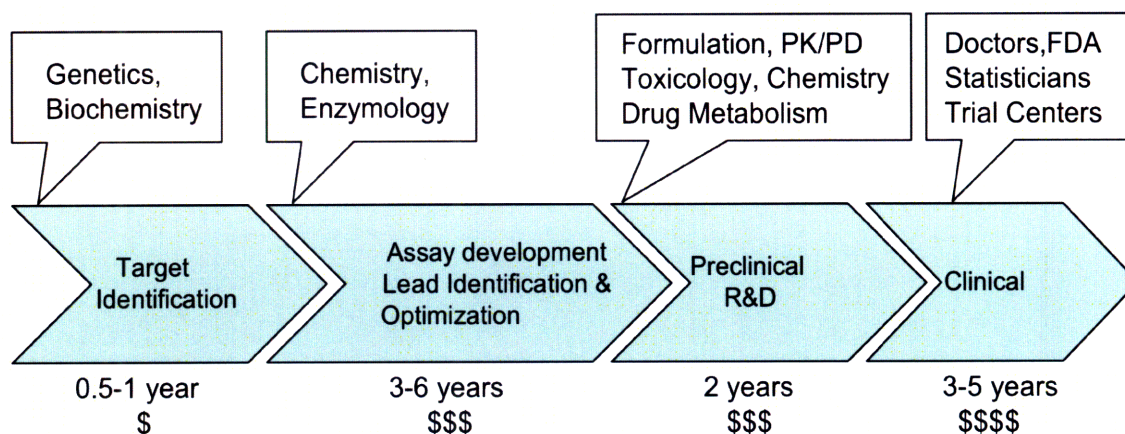 Genetics,
Biochemistry
Chemistry,
Enzymology
Formulation, PK/PD
Toxicology, Chemistry
Drug Metabolism
Doctors,FDA
Statisticians
Trial Centers
Target
Identification
Assay development
Lead Identification &
Optimization
Preclinical
R&D
Clinical
0.5-1 year
$
3-6 years
$$$
2 years
$$$
3-5 years
$$$$